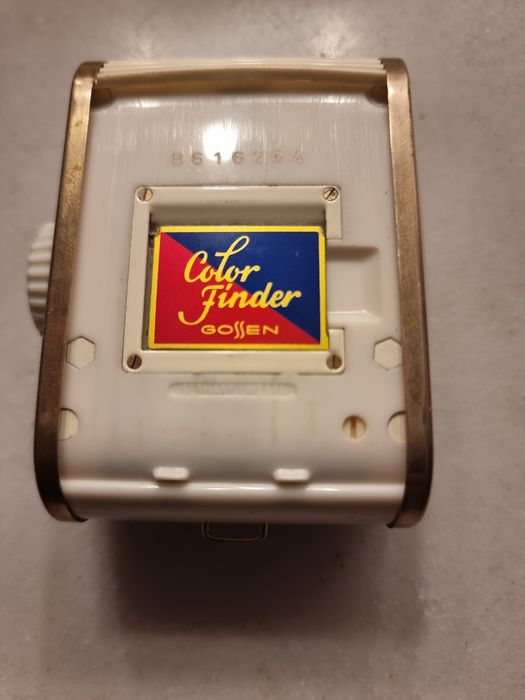 B616254
Color
Finder
GOSSEN